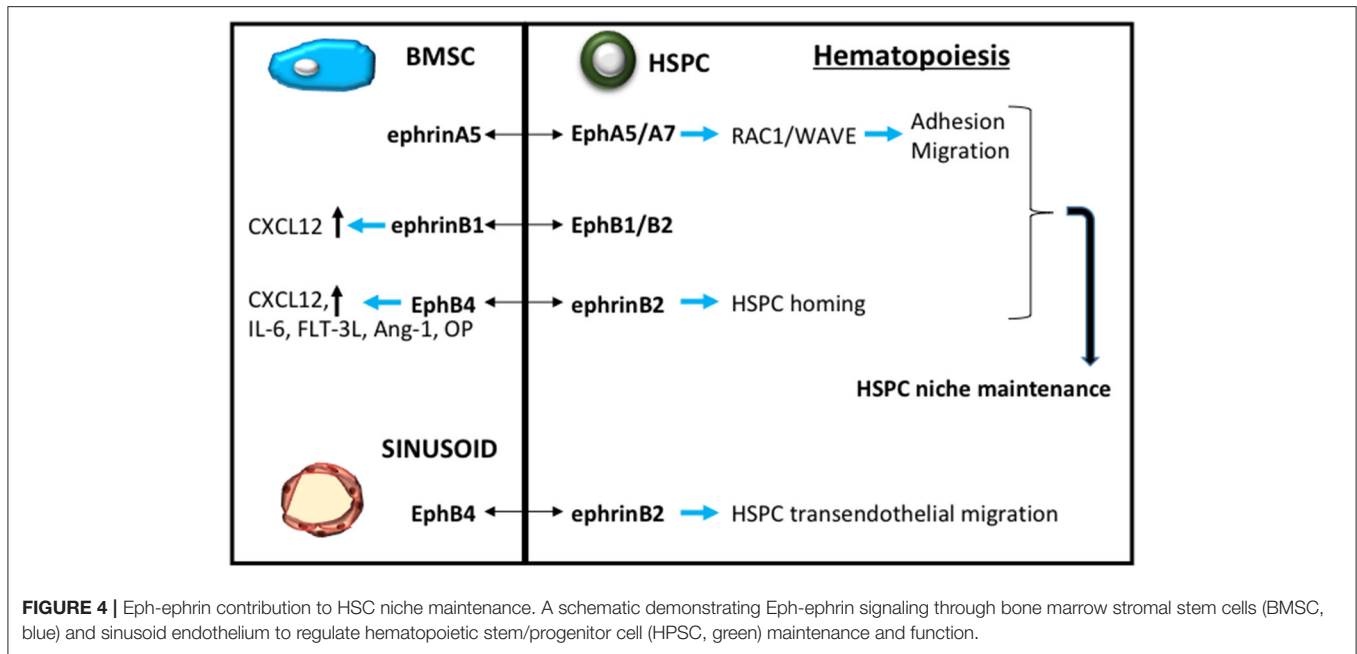 BMSC
HSPC
Hematopoiesis
ephrinA5
EphA5/A7
RAC1/WAVE
Adhesion
Migration
CXCL12
ephrinB1
EphB1/B2
CXCL12,
EphB4
ephrinB2
HSPC homing
IL-6, FLT-3L, Ang-1, OP
HSPC niche maintenance
SINUSOID
EphB4
ephrinB2
HSPC transendothelial migration
FIGURE 4 | Eph-ephrin contribution to HSC niche maintenance. A schematic demonstrating Eph-ephrin signaling through bone marrow stromal stem cells (BMSC,
blue) and sinusoid endothelium to regulate hematopoietic stem/progenitor cell (HPSC, green) maintenance and function.